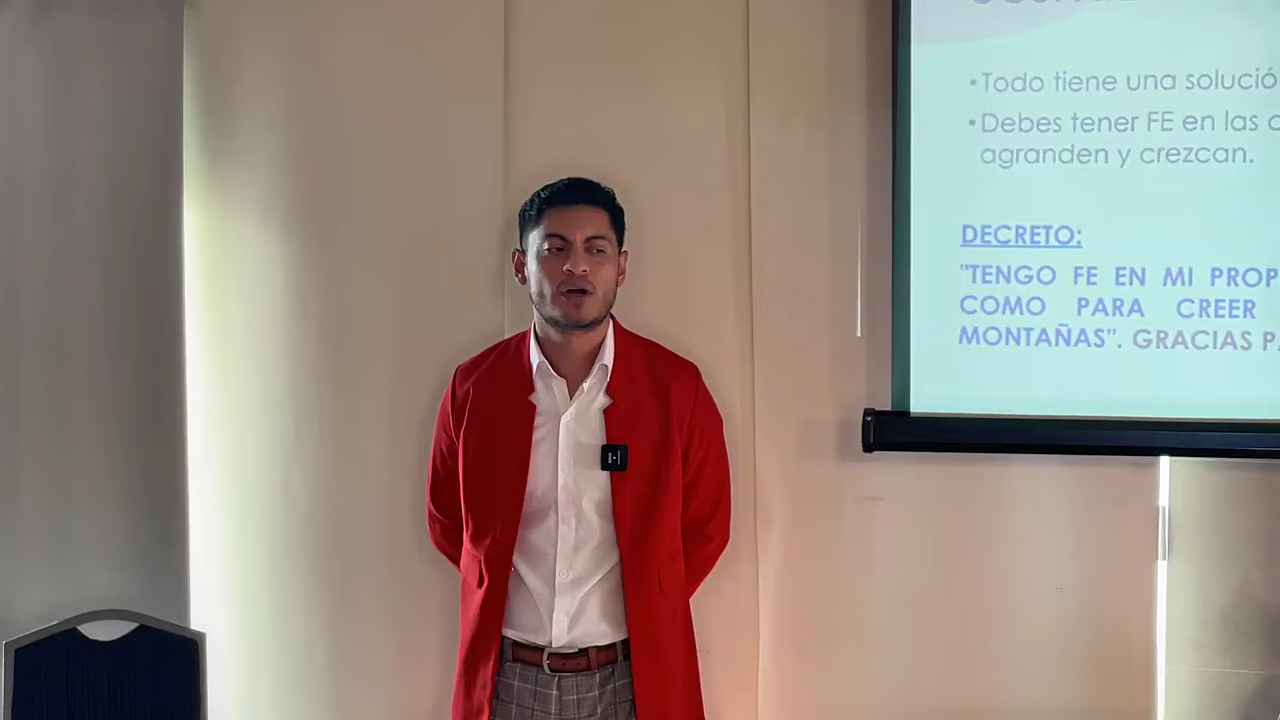 •Todo tiene una solució
•Debes tener FE en las
agranden y crezcan.
DECRETO:
"TENGO FE EN MI PROP
COMO PARA CREER
MONTAÑAS". GRACIAS P